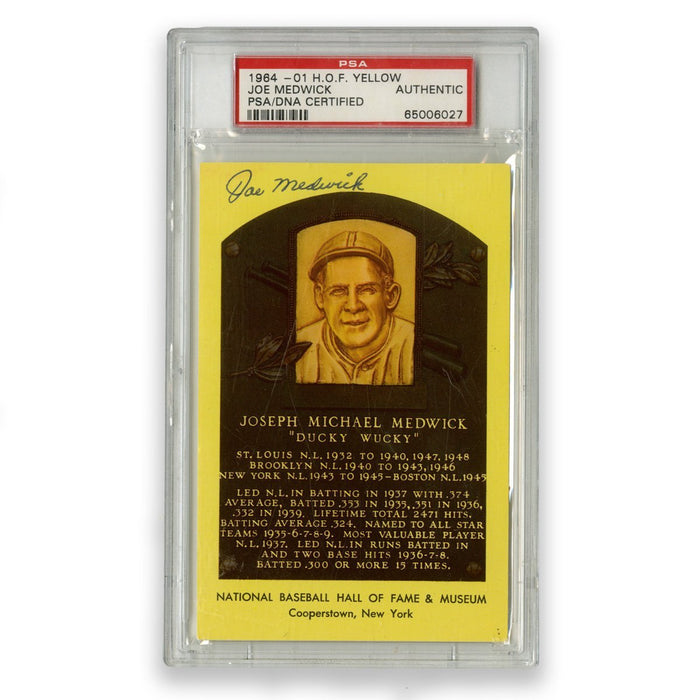 PSA
1964 -01 H.O.F. YELLOW
JOE MEDWICK AUTHENTIC
PSA/DNA CERTIFIED
65006027
Joe Medwick
JOSEPH MICHAEL MEDWICK
"DUCKY WUCKY"
ST. LOUIS N.L. 1932 TO 1940, 1947, 1948
BROOKLYN N.L. 1940 TO 1943, 1946
NEW YORK N.L. 1943 TO 1945-BOSTON N.L. 1945
LED N.L. IN BATTING IN 1937 WITH .374
AVERAGE, BATTED .353 IN 1935, .351 IN 1936,
.332 IN 1939. LIFETIME TOTAL 2471 HITS.
BATTING AVERAGE .324. NAMED TO ALL STAR
TEAMS 1935-6-7-8-9. MOST VALUABLE PLAYER
N.L. 1937. LED N.L. IN RUNS BATTED IN
AND TWO BASE HITS 1936-7-8.
BATTED .300 OR MORE 15 TIMES.
NATIONAL BASEBALL HALL OF FAME & MUSEUM
Cooperstown, New York